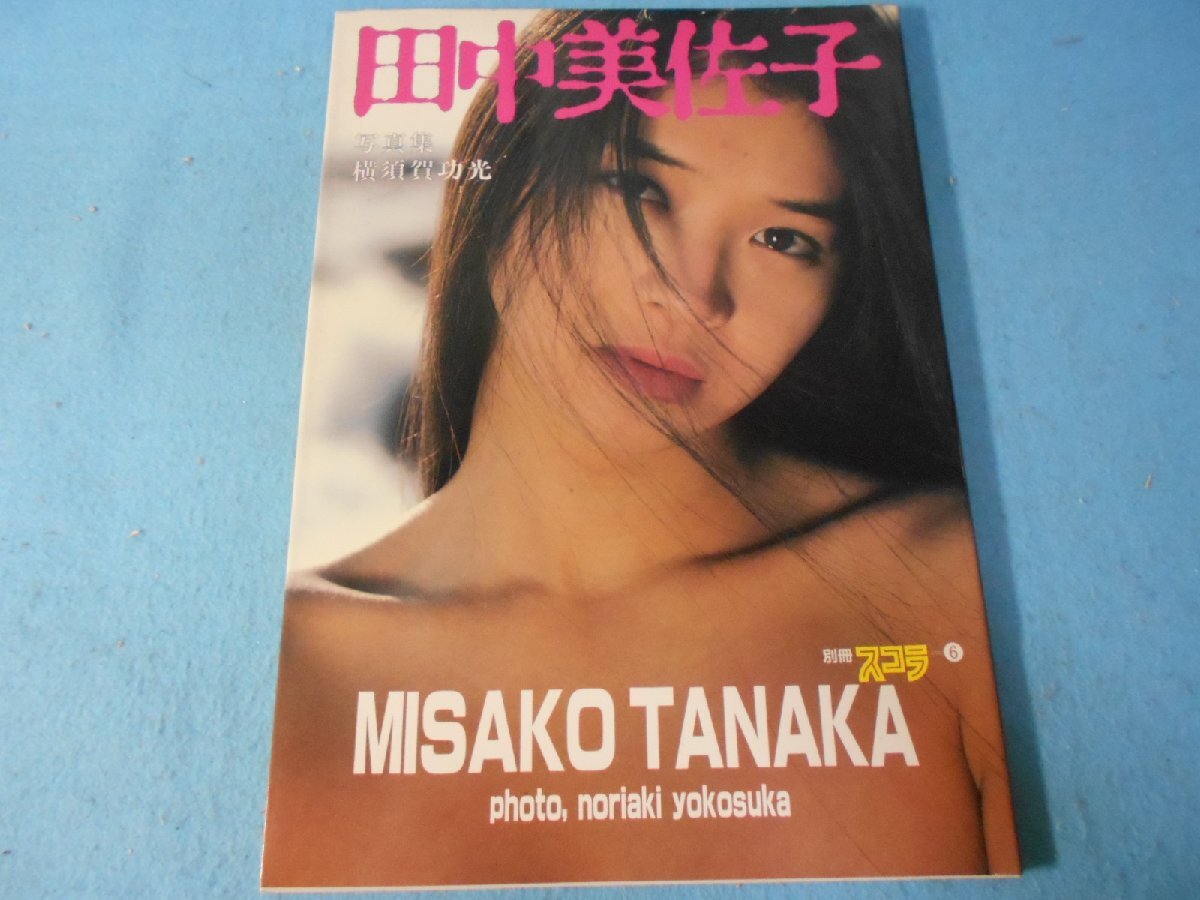 田中美佐子
写真集
横須賀功光
別冊 スコラ 6
MISAKO TANAKA
photo, noriaki yokosuka